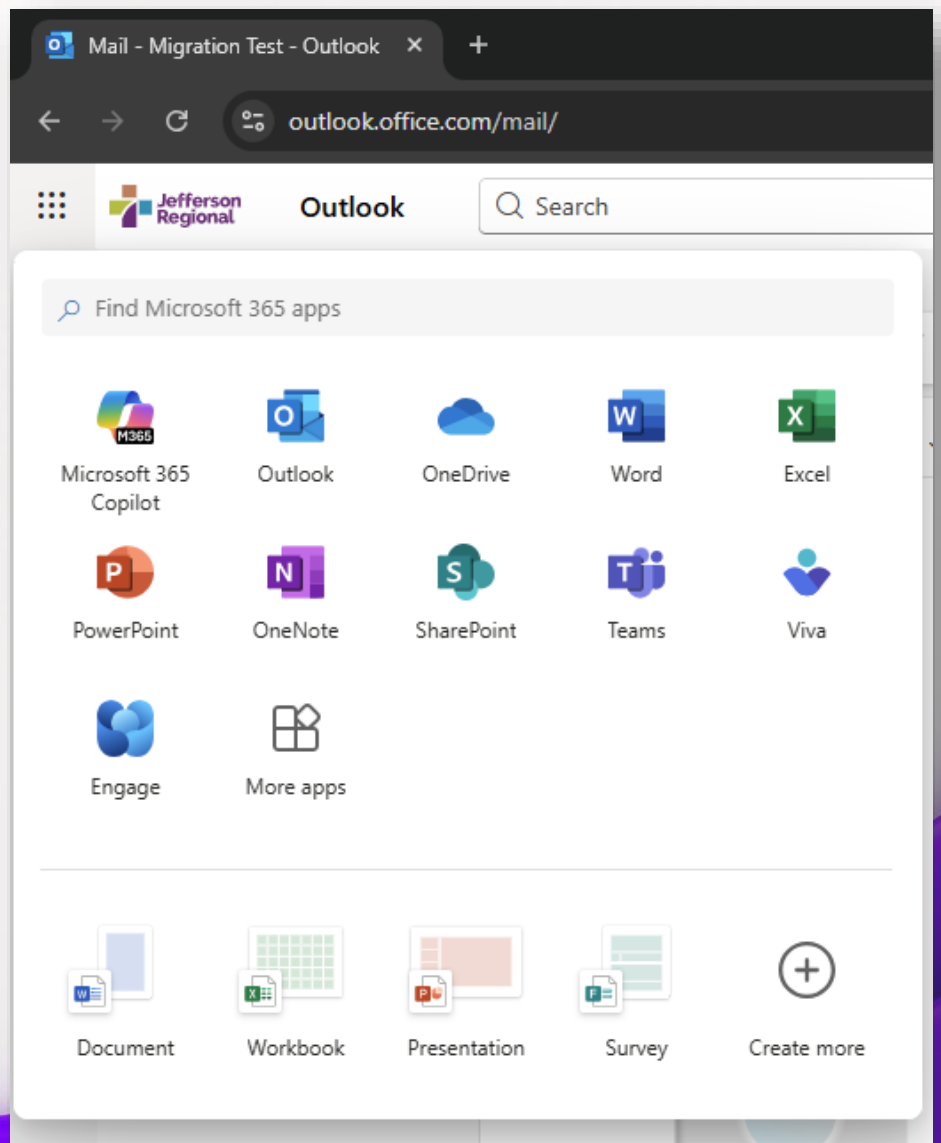 Mail - Migration Test - Outlook
outlook.office.com/mail/
Jefferson
Regional
Outlook
Search
Find Microsoft 365 apps
M365
O
W
X
Microsoft 365
Copilot
Outlook
OneDrive
Word
Excel
P
N
S
T
PowerPoint
OneNote
SharePoint
Teams
Viva
Engage
More apps
W
X
P
F
Document
Workbook
Presentation
Survey
Create more